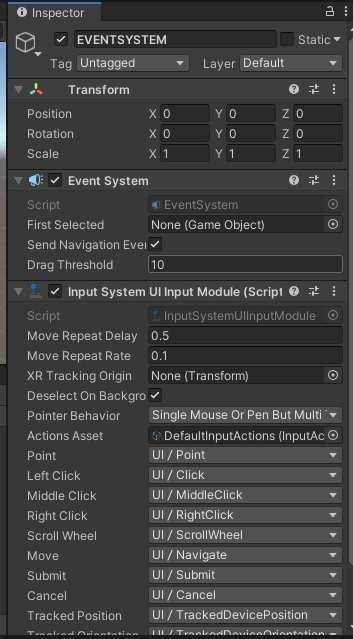 Inspector
EVENTSYSTEM Static
Tag Untagged Layer Default
Transform
Position X 0 Y 0 Z 0
Rotation X 0 Y 0 Z 0
Scale X 1 Y 1 Z 1
Event System
Script EventSystem
First Selected None (Game Object)
Send Navigation Ever
Drag Threshold 10
Input System UI Input Module (Script
Script InputSystemUIInputModule
Move Repeat Delay 0.5
Move Repeat Rate 0.1
XR Tracking Origin None (Transform)
Deselect On Backgro
Pointer Behavior Single Mouse Or Pen But Multi
Actions Asset DefaultInputActions (InputAc
Point UI / Point
Left Click UI / Click
Middle Click UI / MiddleClick
Right Click UI / RightClick
Scroll Wheel UI / ScrollWheel
Move UI / Navigate
Submit UI / Submit
Cancel UI / Cancel
Tracked Position UI / TrackedDevicePosition
Tracked Orientation UI / TrackedDeviceOrientation